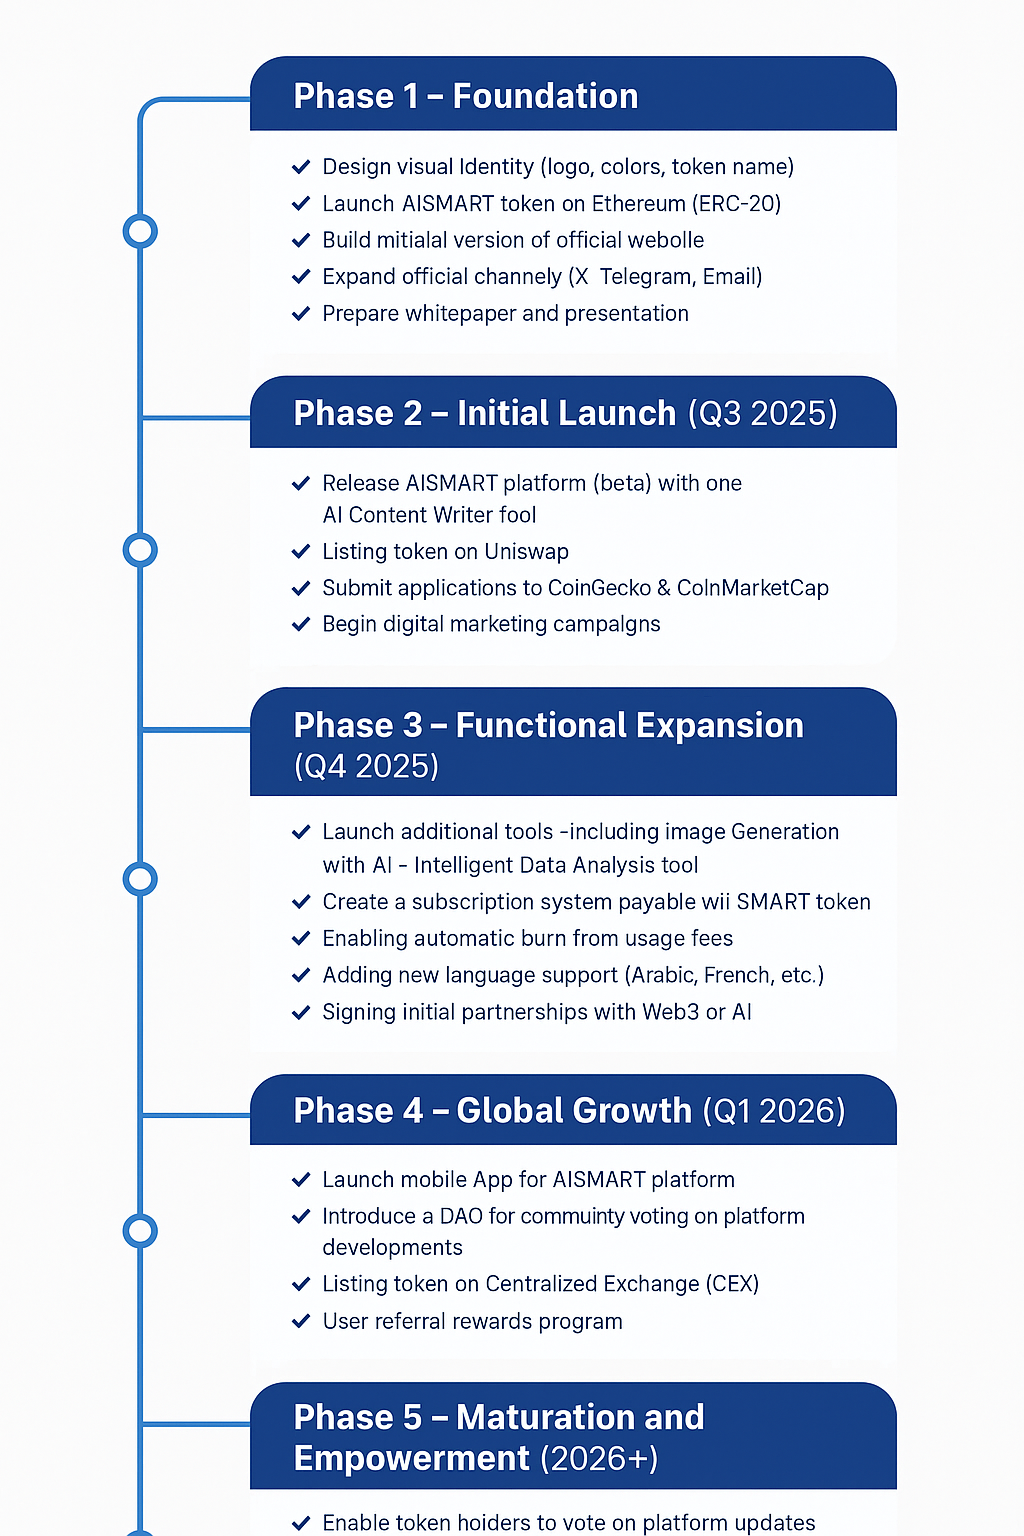 Phase 1 – Foundation
Design visual Identity (logo, colors, token name)
Launch AISMART token on Ethereum (ERC-20)
Build mitialal version of official webolle
Expand official channely (X  Telegram, Email)
Prepare whitepaper and presentation
Phase 2 – Initial Launch (Q3 2025)
Release AISMART platform (beta) with one
AI Content Writer fool
Listing token on Uniswap
Submit applications to CoinGecko & ColnMarketCap
Begin digital marketing campalgns
Phase 3 – Functional Expansion
(Q4 2025)
Launch additional tools -including image Generation
with AI - Intelligent Data Analysis tool
Create a subscription system payable wii SMART token
Enabling automatic burn from usage fees
Adding new language support (Arabic, French, etc.)
Signing initial partnerships with Web3 or AI
Phase 4 – Global Growth (Q1 2026)
Launch mobile App for AISMART platform
Introduce a DAO for commuinty voting on platform
developments
Listing token on Centralized Exchange (CEX)
User referral rewards program
Phase 5 – Maturation and
Empowerment (2026+)
Enable token hoiders to vote on platform updates